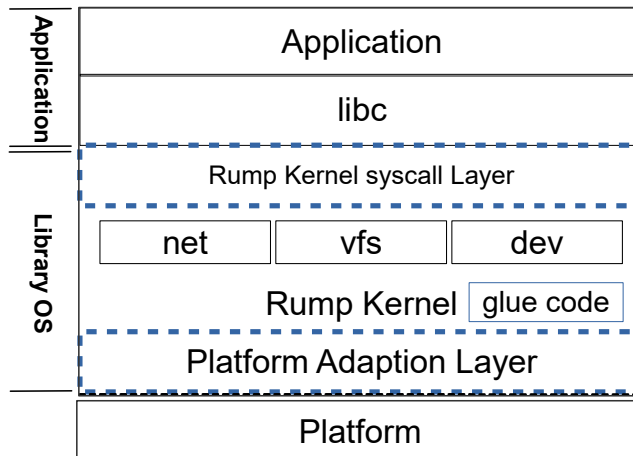 Application
Application
libc
Library OS
Rump Kernel syscall Layer
net vfs dev
Rump Kernel glue code
Platform Adaption Layer
Platform